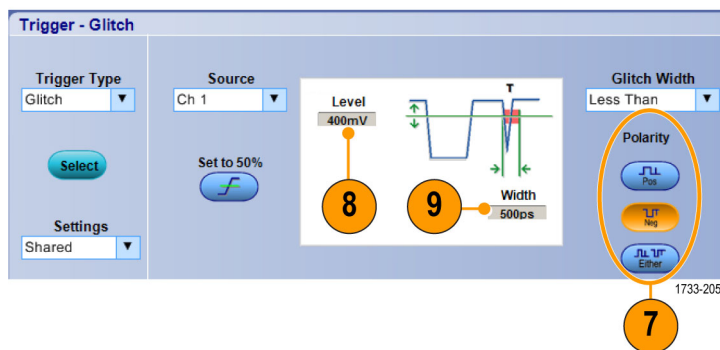 Trigger - Glitch
Trigger Type
Glitch
Select
Settings
Shared
Source
Ch 1
Set to 50%
Level
400mV
8
T
9
Width
500ps
Glitch Width
Less Than
Polarity
Pos
Neg
Either
1733-205
7